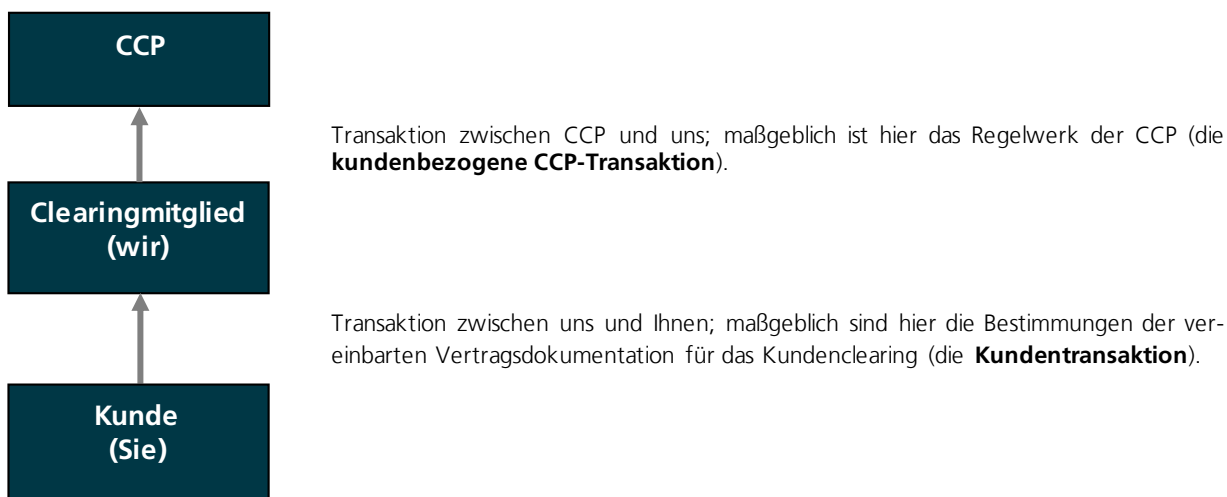 CCP
Transaktion zwischen CCP und uns; maßgeblich ist hier das Regelwerk der CCP (die
kundenbezogene CCP-Transaktion).
Clearingmitglied
(wir)
Transaktion zwischen uns und Ihnen; maßgeblich sind hier die Bestimmungen der ver-
einbarten Vertragsdokumentation für das Kundenclearing (die Kundentransaktion).
Kunde
(Sie)